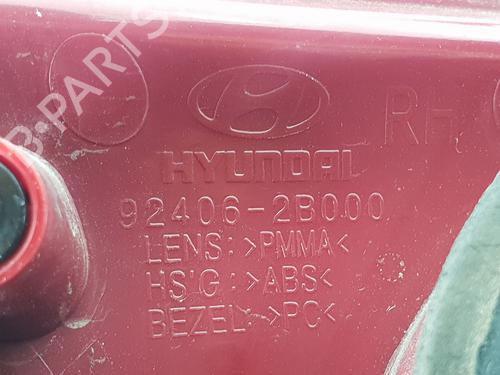 B-PARTS
RH
HYUNDAI
92406-2B000
LENS:>PMMA<
HS'G:>ABS<
BEZEL:>PC<